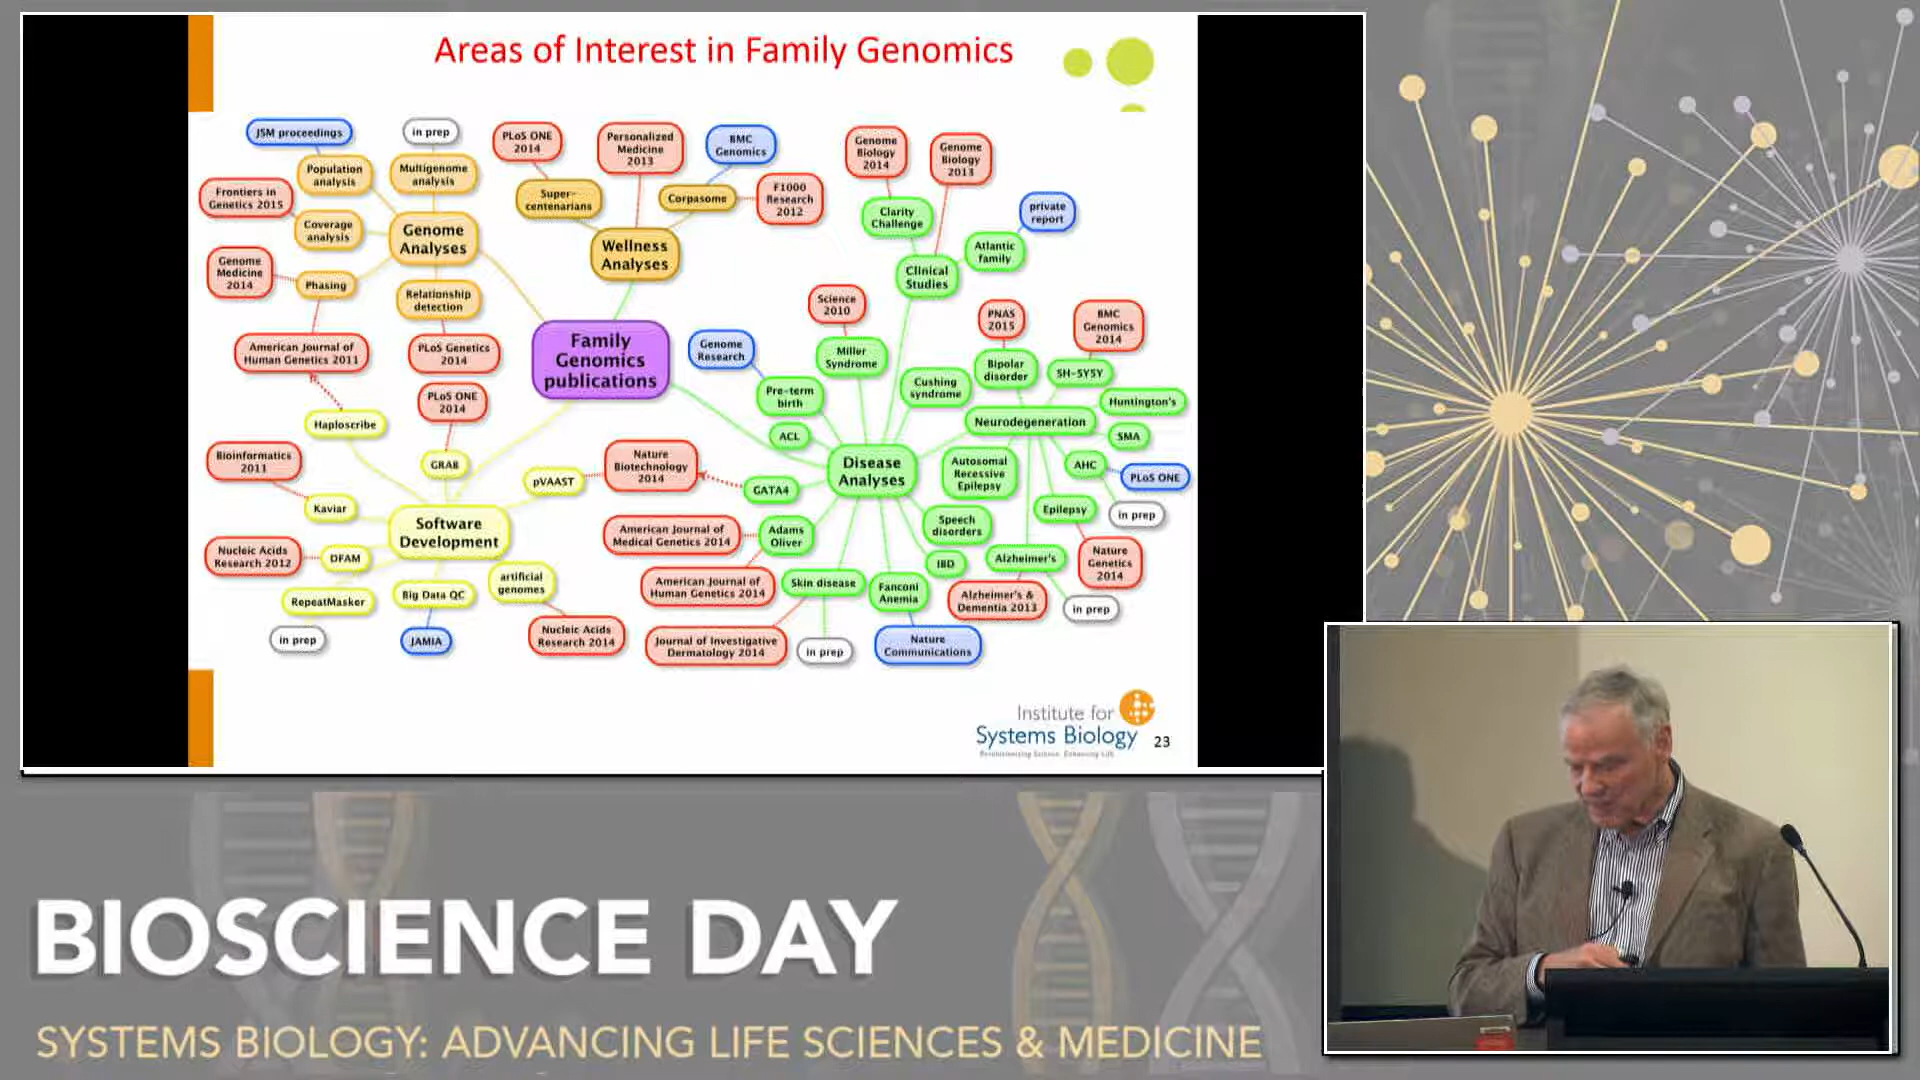 Areas of Interest in Family Genomics
JSM proceedings
in prep
PLoS ONE
2014
Personalized
Medicine
2013
BMC
Genomics
Genome
Biology
2014
Genome
Biology
2013
Population
analysis
Multigenome
analysis
Frontiers in
Genetics 2015
Super-
centenarians
Corpasome
F1000
Research
2012
Clarity
Challenge
private
report
Coverage
analysis
Genome
Analyses
Wellness
Analyses
Atlantic
family
Genome
Medicine
2014
Phasing
Clinical
Studies
Relationship
detection
Science
2010
PNAS
2015
BMC
Genomics
2014
American Journal of
Human Genetics 2011
PLoS Genetics
2014
Family
Genomics
publications
Genome
Research
Miller
Syndrome
Bipolar
disorder
SH-SY5Y
PLoS ONE
2014
Pre-term
birth
Cushing
syndrome
Huntington's
Haploscribe
ACL
Neurodegeneration
SMA
Bioinformatics
2011
GRAB
pVAAST
Nature
Biotechnology
2014
GATA4
Disease
Analyses
Autosomal
Recessive
Epilepsy
AHC
PLoS ONE
Kaviar
Software
Development
American Journal of
Medical Genetics 2014
Adams
Oliver
Speech
disorders
Epilepsy
in prep
Nucleic Acids
Research 2012
DFAM
IBD
Alzheimer's
Nature
Genetics
2014
RepeatMasker
Big Data QC
artificial
genomes
American Journal of
Human Genetics 2014
Skin disease
Fanconi
Anemia
Alzheimer's &
Dementia 2013
in prep
in prep
JAMIA
Nucleic Acids
Research 2014
Journal of Investigative
Dermatology 2014
in prep
Nature
Communications
Institute for
Systems Biology
Revolutionizing Science. Enhancing Life.
23
BIOSCIENCE DAY
SYSTEMS BIOLOGY: ADVANCING LIFE SCIENCES & MEDICINE